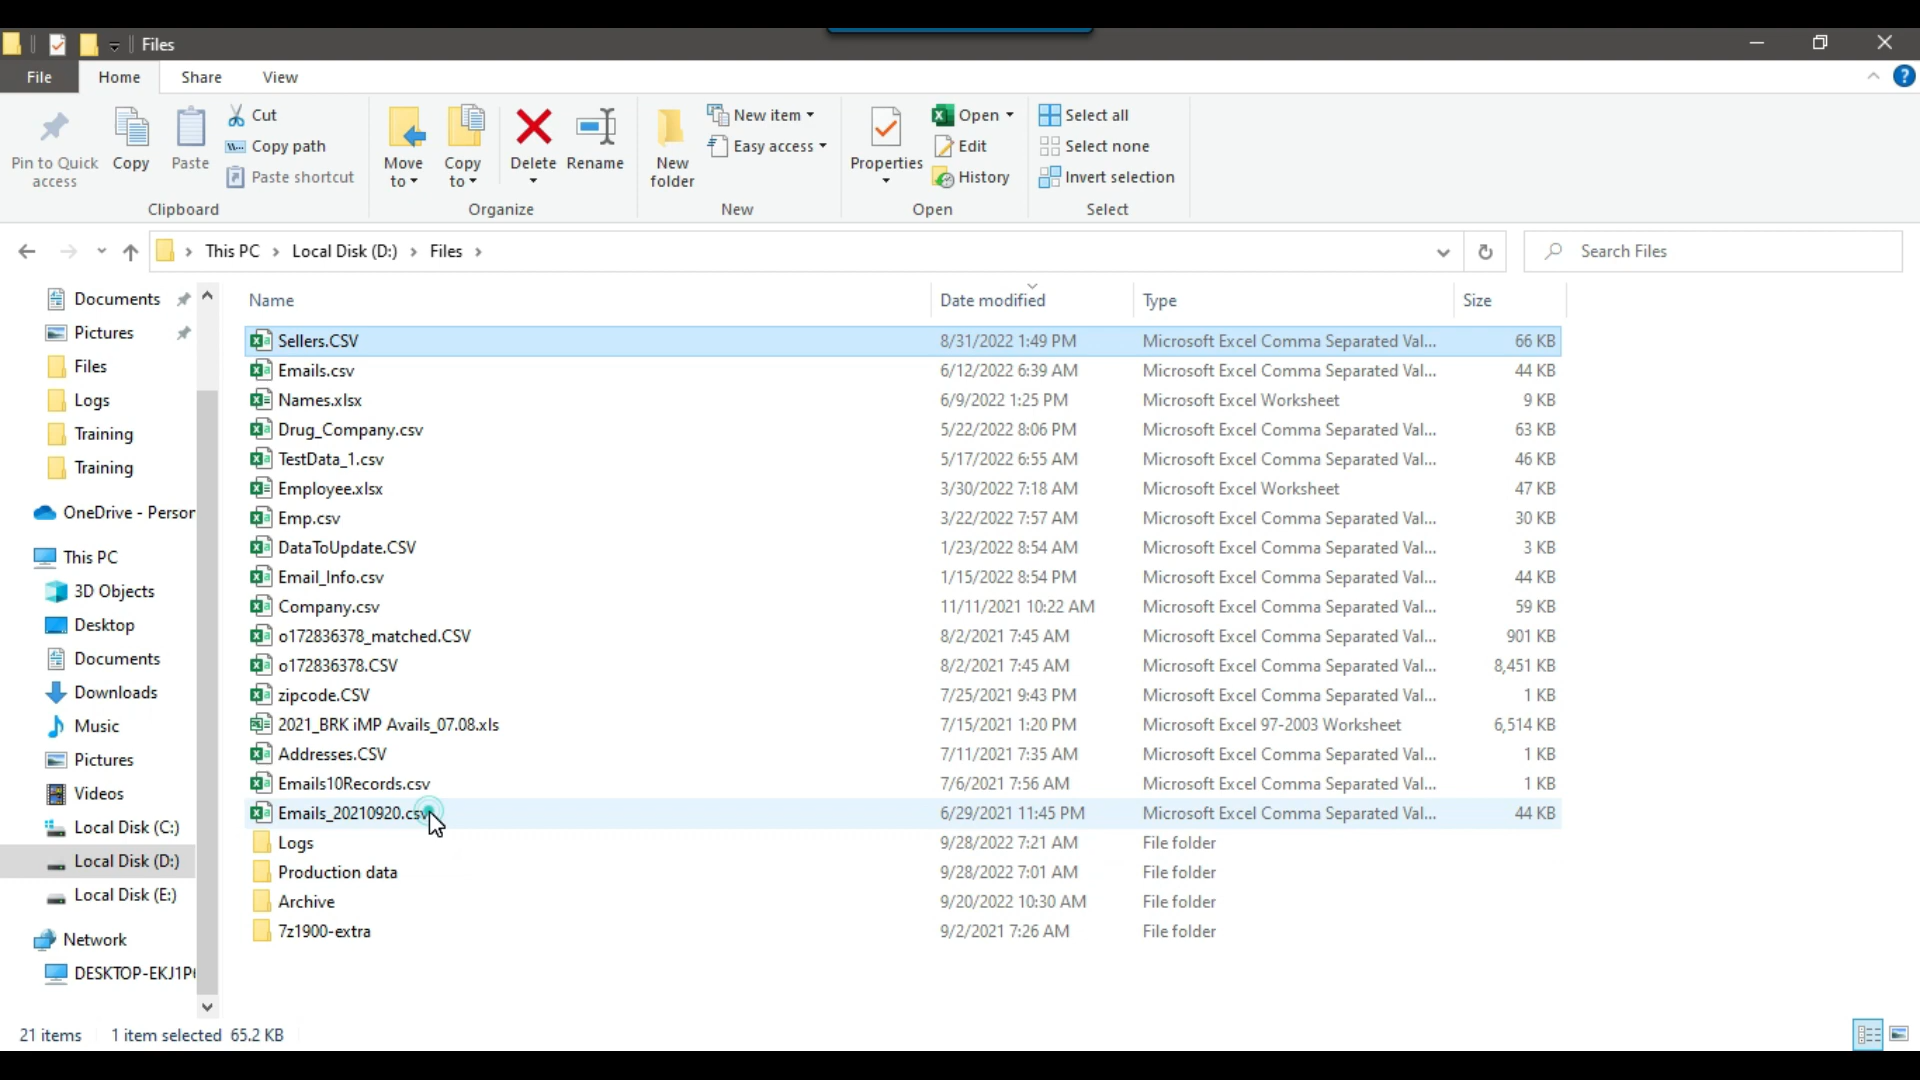 Files
File Home Share View
Pin to Quick access
Copy
Paste
Cut
Copy path
Paste shortcut
Clipboard
Move to
Copy to
Delete
Rename
Organize
New folder
New item
Easy access
New
Properties
Open
Edit
History
Open
Select all
Select none
Invert selection
Select
This PC > Local Disk (D:) > Files >
Search Files
Documents
Pictures
Files
Logs
Training
Training
OneDrive - Person
This PC
3D Objects
Desktop
Documents
Downloads
Music
Pictures
Videos
Local Disk (C:)
Local Disk (D:)
Local Disk (E:)
Network
DESKTOP-EKJ1P
Name Date modified Type Size
Sellers.CSV 8/31/2022 1:49 PM Microsoft Excel Comma Separated Val... 66 KB
Emails.csv 6/12/2022 6:39 AM Microsoft Excel Comma Separated Val... 44 KB
Names.xlsx 6/9/2022 1:25 PM Microsoft Excel Worksheet 9 KB
Drug_Company.csv 5/22/2022 8:06 PM Microsoft Excel Comma Separated Val... 63 KB
TestData_1.csv 5/17/2022 6:55 AM Microsoft Excel Comma Separated Val... 46 KB
Employee.xlsx 3/30/2022 7:18 AM Microsoft Excel Worksheet 47 KB
Emp.csv 3/22/2022 7:57 AM Microsoft Excel Comma Separated Val... 30 KB
DataToUpdate.CSV 1/23/2022 8:54 AM Microsoft Excel Comma Separated Val... 3 KB
Email_Info.csv 1/15/2022 8:54 PM Microsoft Excel Comma Separated Val... 44 KB
Company.csv 11/11/2021 10:22 AM Microsoft Excel Comma Separated Val... 59 KB
o172836378_matched.CSV 8/2/2021 7:45 AM Microsoft Excel Comma Separated Val... 901 KB
o172836378.CSV 8/2/2021 7:45 AM Microsoft Excel Comma Separated Val... 8,451 KB
zipcode.CSV 7/25/2021 9:43 PM Microsoft Excel Comma Separated Val... 1 KB
2021_BRK iMP Avails_07.08.xls 7/15/2021 1:20 PM Microsoft Excel 97-2003 Worksheet 6,514 KB
Addresses.CSV 7/11/2021 7:35 AM Microsoft Excel Comma Separated Val... 1 KB
Emails10Records.csv 7/6/2021 7:56 AM Microsoft Excel Comma Separated Val... 1 KB
Emails_20210920.csv 6/29/2021 11:45 PM Microsoft Excel Comma Separated Val... 44 KB
Logs 9/28/2022 7:21 AM File folder
Production data 9/28/2022 7:01 AM File folder
Archive 9/20/2022 10:30 AM File folder
7z1900-extra 9/2/2021 7:26 AM File folder
21 items 1 item selected 65.2 KB